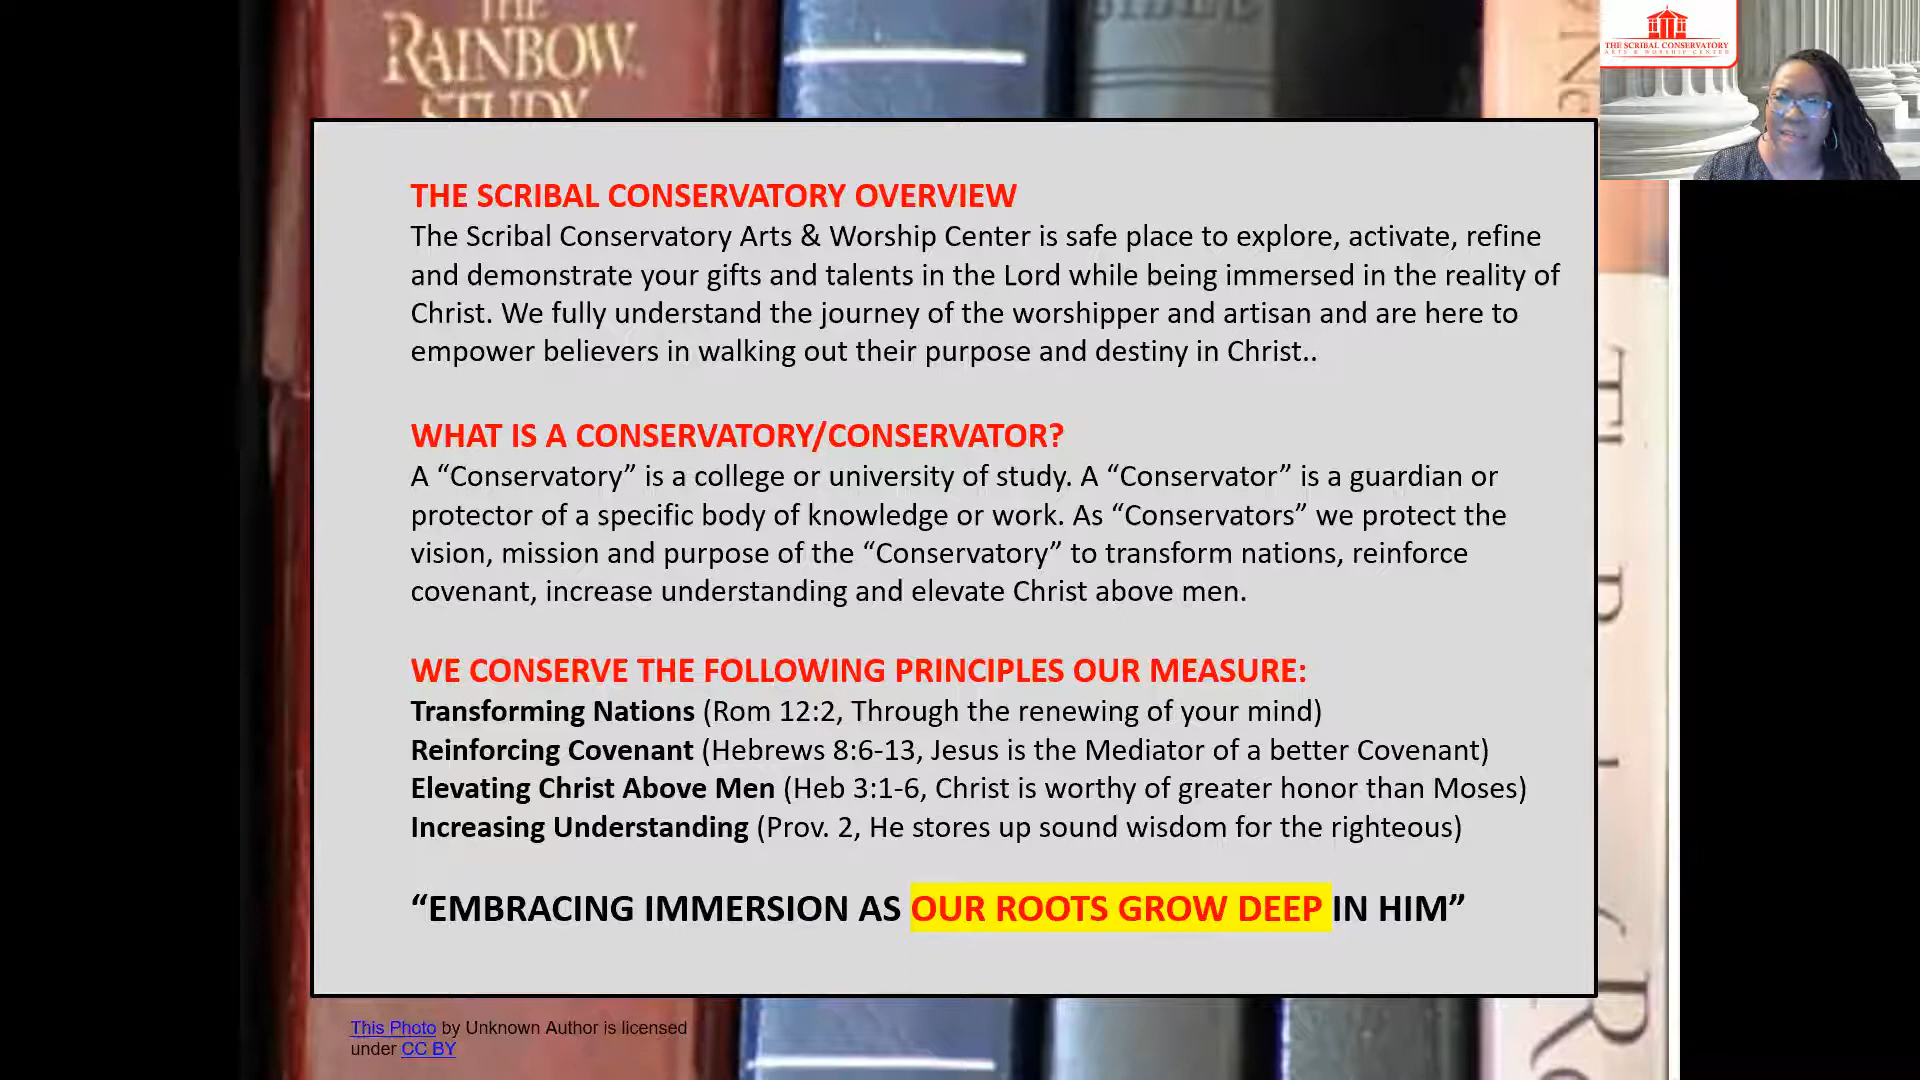 THE
RAINBOW
STUDY
BIBLE
THE SCRIBAL CONSERVATORY
ARTS & WORSHIP CENTER
THE SCRIBAL CONSERVATORY OVERVIEW
The Scribal Conservatory Arts & Worship Center is safe place to explore, activate, refine
and demonstrate your gifts and talents in the Lord while being immersed in the reality of
Christ. We fully understand the journey of the worshipper and artisan and are here to
empower believers in walking out their purpose and destiny in Christ..
WHAT IS A CONSERVATORY/CONSERVATOR?
A “Conservatory” is a college or university of study. A “Conservator” is a guardian or
protector of a specific body of knowledge or work. As “Conservators” we protect the
vision, mission and purpose of the “Conservatory” to transform nations, reinforce
covenant, increase understanding and elevate Christ above men.
WE CONSERVE THE FOLLOWING PRINCIPLES OUR MEASURE:
Transforming Nations (Rom 12:2, Through the renewing of your mind)
Reinforcing Covenant (Hebrews 8:6-13, Jesus is the Mediator of a better Covenant)
Elevating Christ Above Men (Heb 3:1-6, Christ is worthy of greater honor than Moses)
Increasing Understanding (Prov. 2, He stores up sound wisdom for the righteous)
“EMBRACING IMMERSION AS OUR ROOTS GROW DEEP IN HIM”
This Photo by Unknown Author is licensed
under CC BY